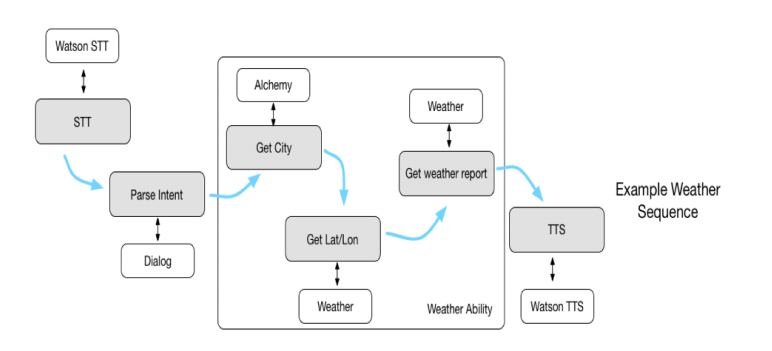 Watson STT
STT
Parse Intent
Dialog
Alchemy
Get City
Get Lat/Lon
Weather
Weather
Get weather report
Weather Ability
TTS
Watson TTS
Example Weather
Sequence